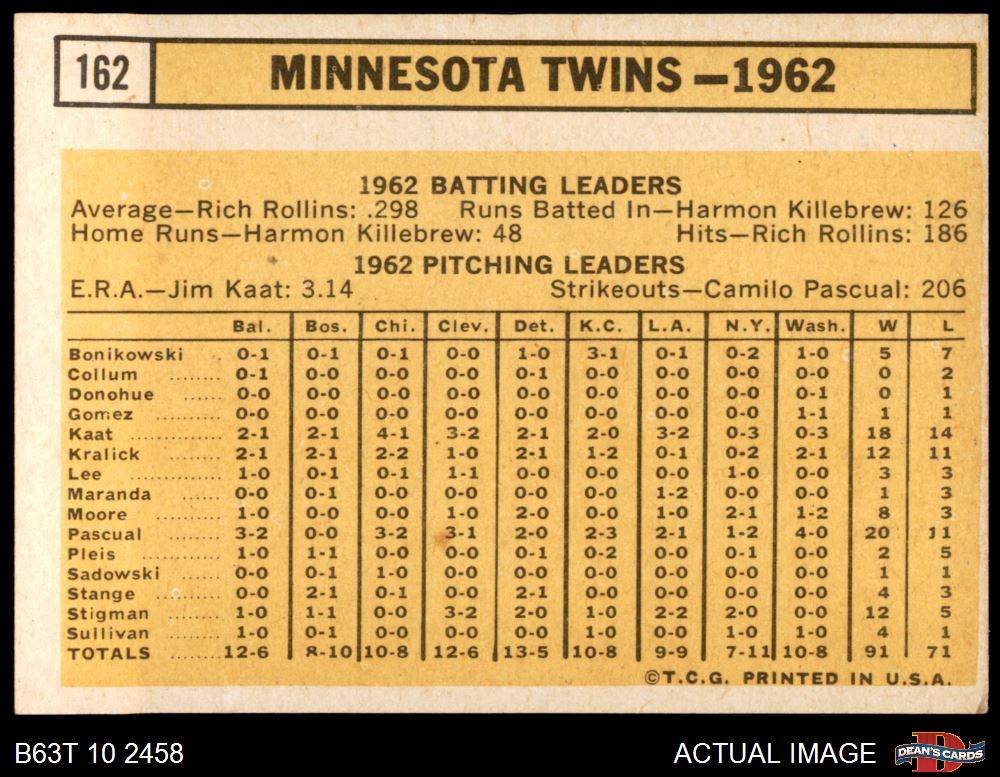 162 MINNESOTA TWINS—1962
1962 BATTING LEADERS
Average—Rich Rollins: .298 Runs Batted In—Harmon Killebrew: 126
Home Runs—Harmon Killebrew: 48 Hits—Rich Rollins: 186
1962 PITCHING LEADERS
E.R.A.—Jim Kaat: 3.14 Strikeouts—Camilo Pascual: 206
Bal. Bos. Chi. Clev. Det. K.C. L.A. N.Y. Wash. W L
Bonikowski 0-1 0-1 0-1 0-0 1-0 3-1 0-1 0-2 1-0 5 7
Collum ........ 0-1 0-0 0-0 0-0 0-1 0-0 0-0 0-0 0-0 0 2
Donohue ...... 0-0 0-0 0-0 0-0 0-0 0-0 0-0 0-0 0-1 0 1
Gomez .......... 0-0 0-0 0-0 0-0 0-0 0-0 0-0 0-0 1-1 1 1
Kaat .............. 2-1 2-1 4-1 3-2 2-1 2-0 3-2 0-3 0-3 18 14
Kralick .......... 2-1 2-1 2-2 1-0 2-1 1-2 0-1 0-2 2-1 12 11
Lee .............. 1-0 0-1 0-1 1-1 0-0 0-0 0-0 1-0 0-0 3 3
Maranda ...... 0-0 0-1 0-0 0-0 0-0 0-0 1-2 0-0 0-0 1 3
Moore .......... 1-0 0-0 0-0 1-0 2-0 0-0 1-0 2-1 1-2 8 3
Pascual ........ 3-2 0-0 3-2 3-1 2-0 2-3 2-1 1-2 4-0 20 11
Pleis ............ 1-0 1-1 0-0 0-0 0-1 0-2 0-0 0-1 0-0 2 5
Sadowski ...... 0-0 0-1 1-0 0-0 0-0 0-0 0-0 0-0 0-0 1 1
Stange .......... 0-0 2-1 0-1 0-0 2-1 0-0 0-0 0-0 0-0 4 3
Stigman ........ 1-0 1-1 0-0 3-2 2-0 1-0 2-2 2-0 0-0 12 5
Sullivan ........ 1-0 0-1 0-0 0-0 0-0 1-0 0-0 1-0 1-0 4 1
TOTALS ........ 12-6 8-10 10-8 12-6 13-5 10-8 9-9 7-11 10-8 91 71
©T.C.G. PRINTED IN U.S.A.
B63T 10 2458 ACTUAL IMAGE D DEAN'S CARDS